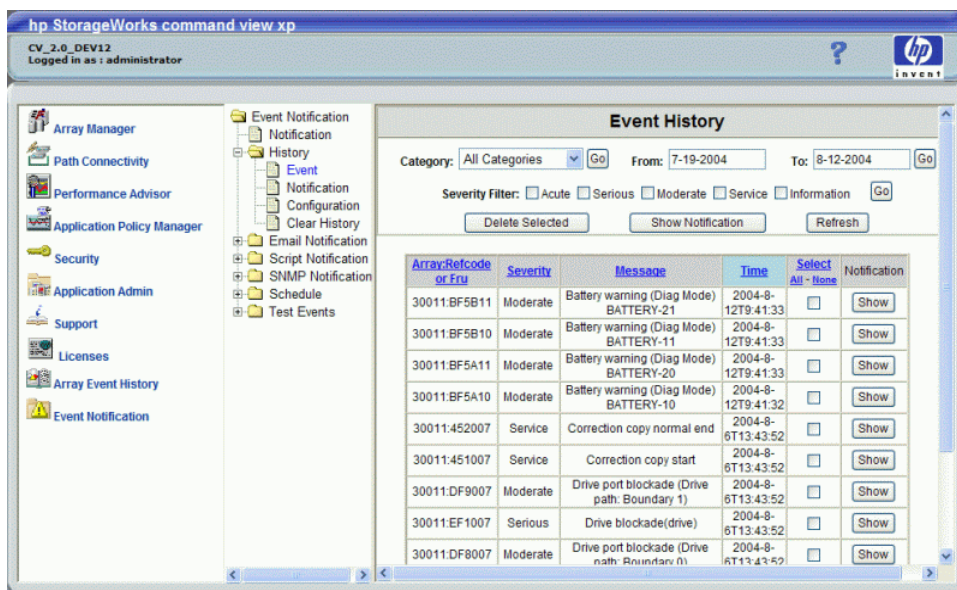 hp StorageWorks command view xp
CV_2.0_DEV12
Logged in as : administrator
?
hp
invent
Array Manager
Path Connectivity
Performance Advisor
Application Policy Manager
Security
Application Admin
Support
Licenses
Array Event History
Event Notification
Event Notification
Notification
History
Event
Notification
Configuration
Clear History
Email Notification
Script Notification
SNMP Notification
Schedule
Test Events
Event History
Category: All Categories Go From: 7-19-2004 To: 8-12-2004 Go
Severity Filter: Acute Serious Moderate Service Information Go
Delete Selected Show Notification Refresh
Array:Refcode or Fru Severity Message Time Select All - None Notification
30011:BF5B11 Moderate Battery warning (Diag Mode) BATTERY-21 2004-8-12T9:41:33 Show
30011:BF5B10 Moderate Battery warning (Diag Mode) BATTERY-11 2004-8-12T9:41:33 Show
30011:BF5A11 Moderate Battery warning (Diag Mode) BATTERY-20 2004-8-12T9:41:33 Show
30011:BF5A10 Moderate Battery warning (Diag Mode) BATTERY-10 2004-8-12T9:41:32 Show
30011:452007 Service Correction copy normal end 2004-8-6T13:43:52 Show
30011:451007 Service Correction copy start 2004-8-6T13:43:52 Show
30011:DF9007 Moderate Drive port blockade (Drive path: Boundary 1) 2004-8-6T13:43:52 Show
30011:EF1007 Serious Drive blockade(drive) 2004-8-6T13:43:52 Show
30011:DF8007 Moderate Drive port blockade (Drive path: Boundary 0) 2004-8-6T13:43:52 Show